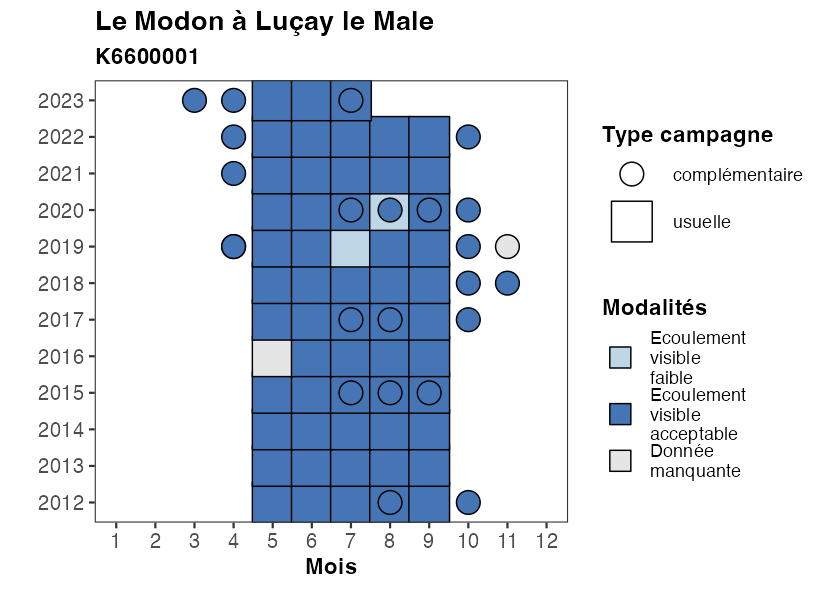 Le Modon à Luçay le Male
K6600001
2023
2022
2021
2020
2019
2018
2017
2016
2015
2014
2013
2012
1 2 3 4 5 6 7 8 9 10 11 12
Mois
Type campagne
complémentaire
usuelle
Modalités
Ecoulement
visible
faible
Ecoulement
visible
acceptable
Donnée
manquante